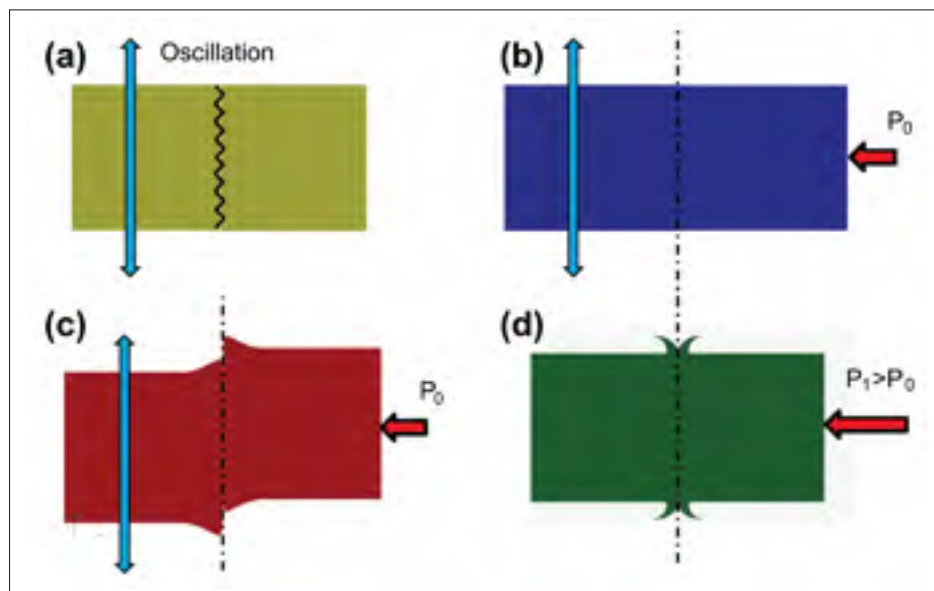 (a)
Oscillation
(b)
P₀
(c)
P₀
(d)
P₁>P₀